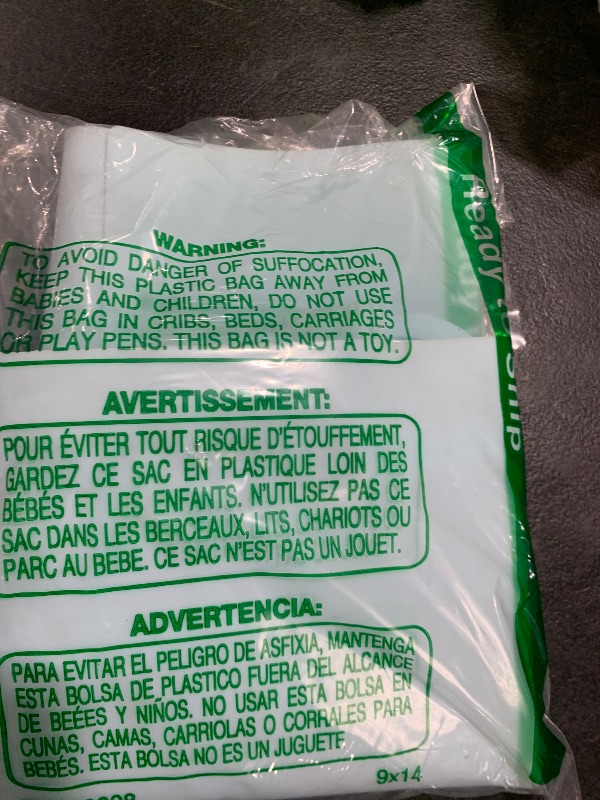 WARNING:
TO AVOID DANGER OF SUFFOCATION,
KEEP THIS PLASTIC BAG AWAY FROM
BABIES AND CHILDREN, DO NOT USE
THIS BAG IN CRIBS, BEDS, CARRIAGES
OR PLAY PENS. THIS BAG IS NOT A TOY.
AVERTISSEMENT:
POUR ÉVITER TOUT RISQUE D'ÉTOUFFEMENT,
GARDEZ CE SAC EN PLASTIQUE LOIN DES
BÉBÉS ET LES ENFANTS. N'UTILISEZ PAS CE
SAC DANS LES BERCEAUX, LITS, CHARIOTS OU
PARC AU BEBE. CE SAC N'EST PAS UN JOUET.
ADVERTENCIA:
PARA EVITAR EL PELIGRO DE ASFIXIA, MANTENGA
ESTA BOLSA DE PLASTICO FUERA DEL ALCANCE
DE BEÉES Y NIÑOS. NO USAR ESTA BOLSA EN
CUNAS, CAMAS, CARRIOLAS O CORRALES PARA
BEBÉS. ESTA BOLSA NO ES UN JUGUETE
9x14
Ready